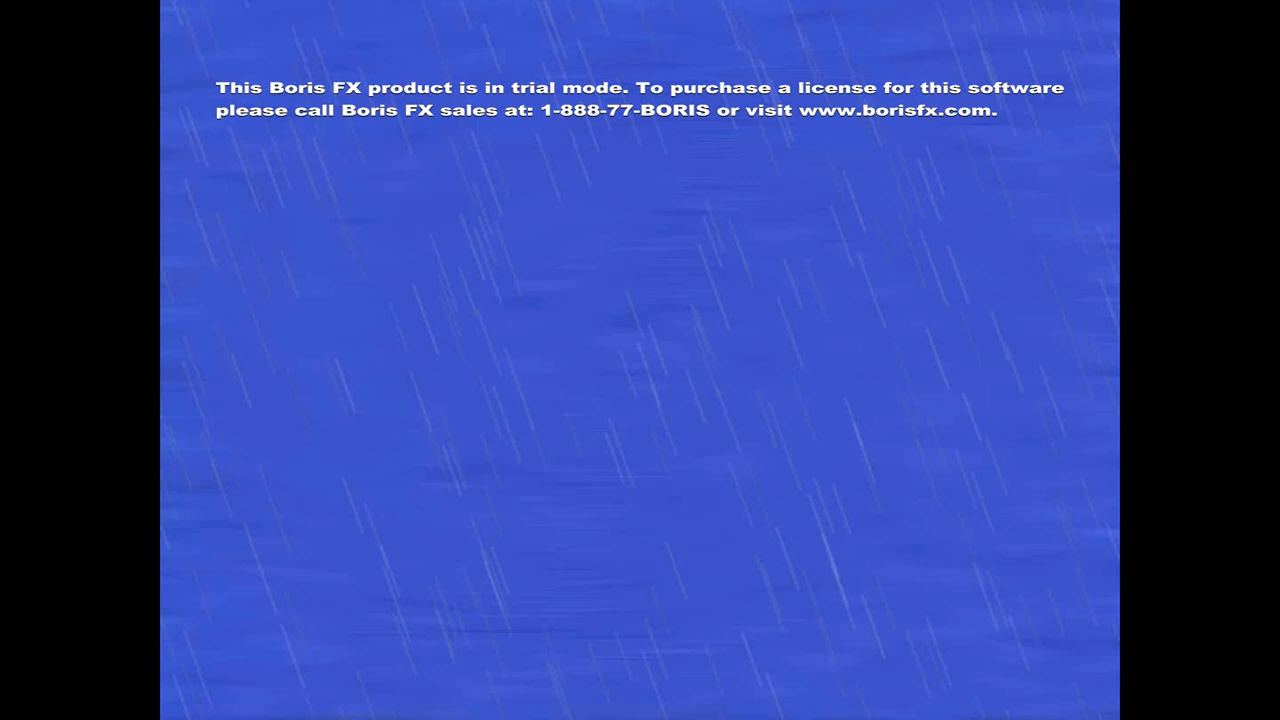 This Boris FX product is in trial mode. To purchase a license for this software
please call Boris FX sales at: 1-888-77-BORIS or visit www.borisfx.com.